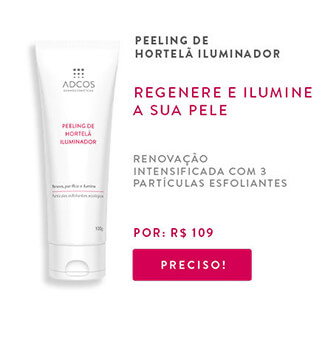 PEELING DE
HORTELÃ ILUMINADOR
REGENERE E ILUMINE
A SUA PELE
RENOVAÇÃO
INTENSIFICADA COM 3
PARTÍCULAS ESFOLIANTES
POR: R$ 109
PRECISO!
ADCOS
PEELING DE
HORTELÃ
ILUMINADOR